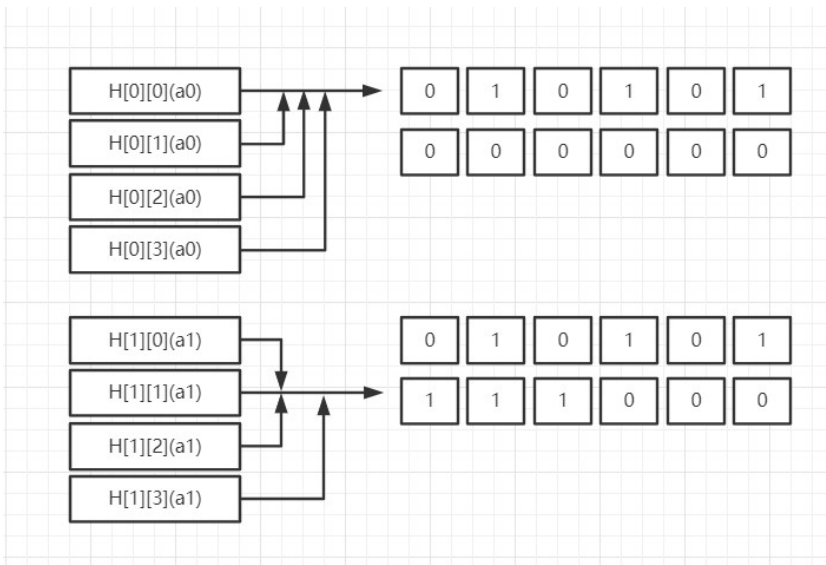 H[0][0](a0) 0 1 0 1 0 1
H[0][1](a0) 0 0 0 0 0 0
H[0][2](a0)
H[0][3](a0)
H[1][0](a1) 0 1 0 1 0 1
H[1][1](a1) 1 1 1 0 0 0
H[1][2](a1)
H[1][3](a1)